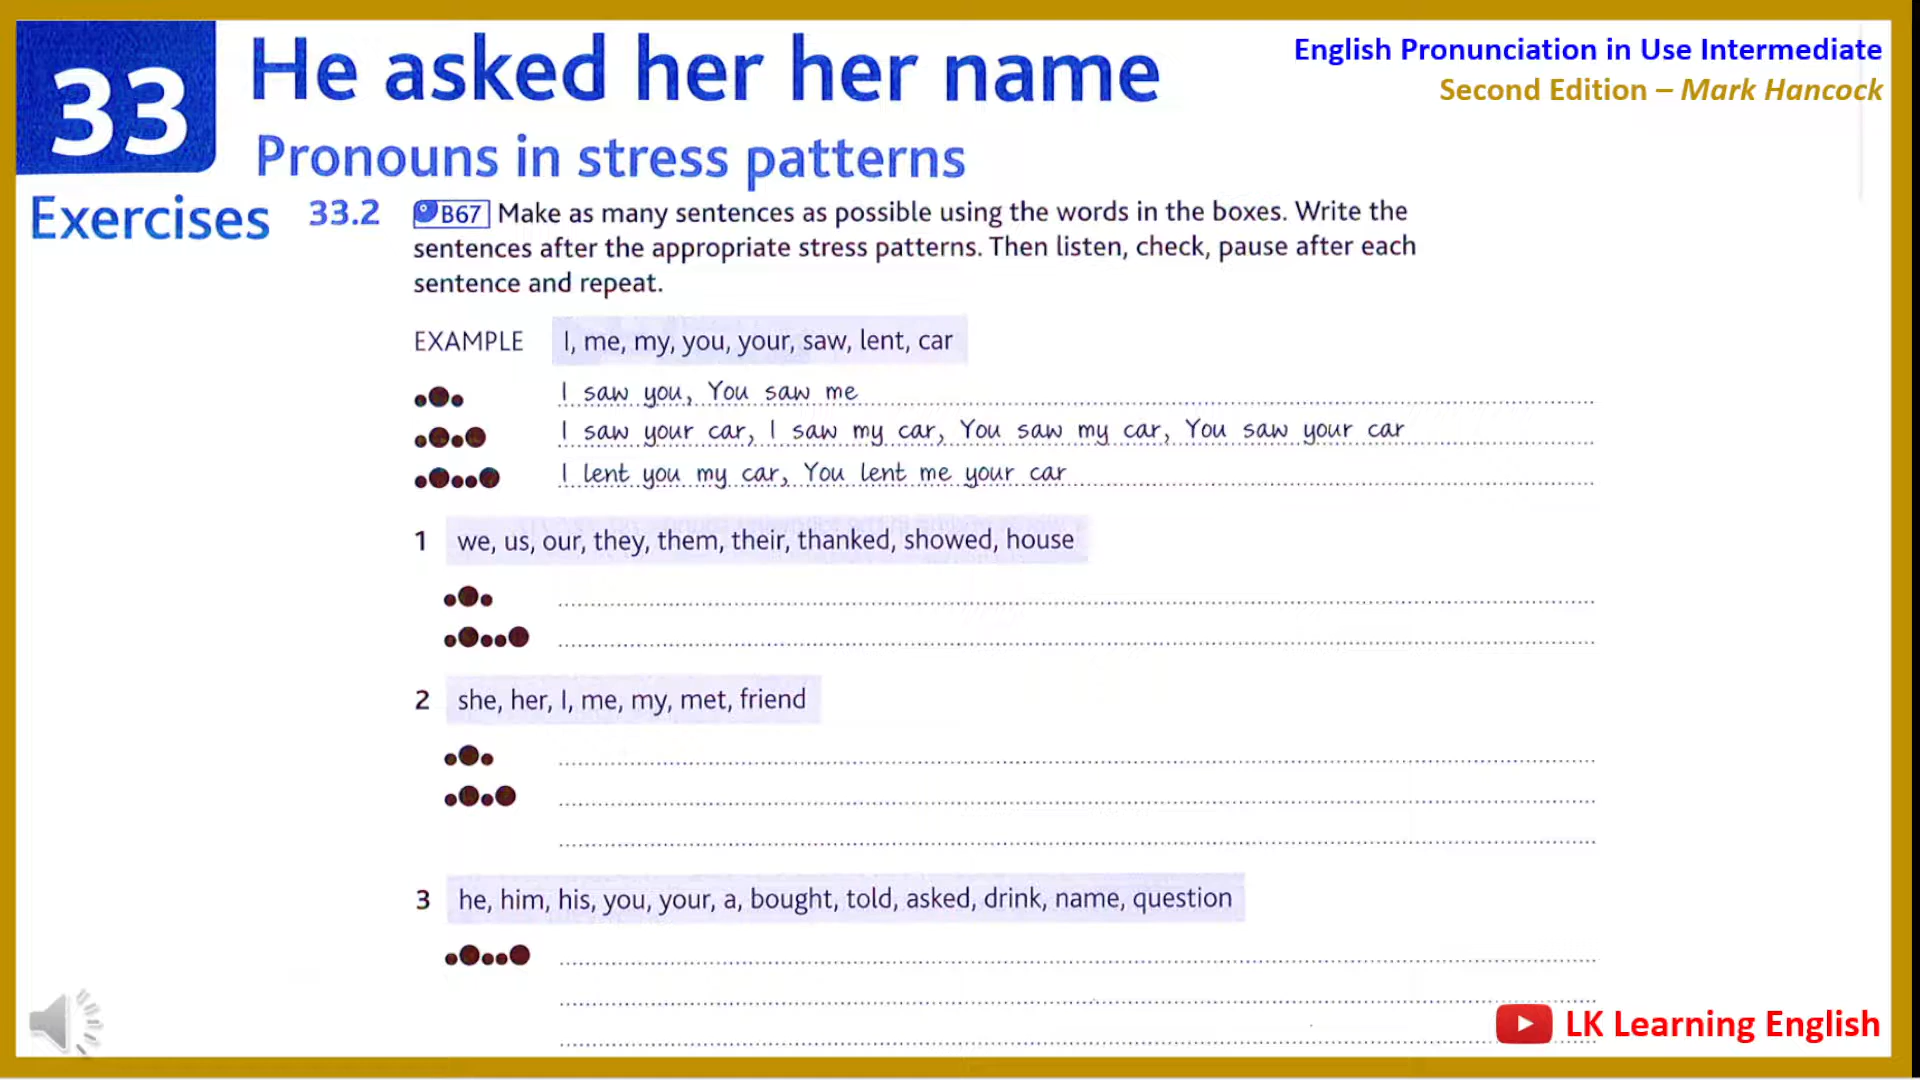 33
He asked her her name
Pronouns in stress patterns
English Pronunciation in Use Intermediate
Second Edition – Mark Hancock
Exercises
33.2 B67 Make as many sentences as possible using the words in the boxes. Write the
sentences after the appropriate stress patterns. Then listen, check, pause after each
sentence and repeat.
EXAMPLE I, me, my, you, your, saw, lent, car
I saw you, You saw me
I saw your car, I saw my car, You saw my car, You saw your car
I lent you my car, You lent me your car
1 we, us, our, they, them, their, thanked, showed, house
2 she, her, I, me, my, met, friend
3 he, him, his, you, your, a, bought, told, asked, drink, name, question
LK Learning English